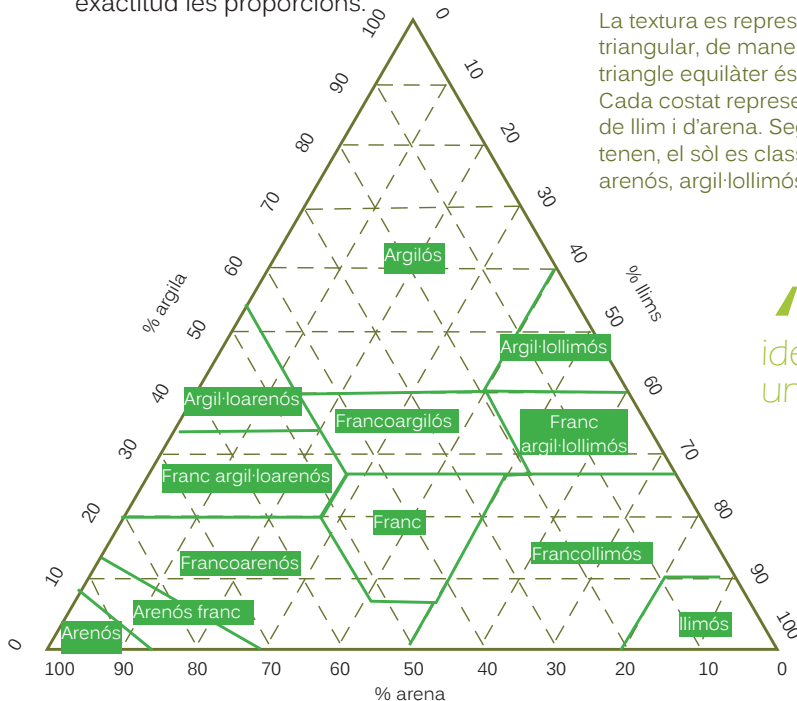 exactitud les proporcions.
La textura es repres
triangular, de mane
triangle equilàter és
Cada costat represe
de llim i d'arena. Se
tenen, el sòl es class
arenós, argil·lollimós
ide
un
% argila
0
10
20
30
40
50
60
70
80
90
100
% llims
0
10
20
30
40
50
60
70
80
90
100
Argilós
Argil·lollimós
Argil·loarenós
Francoargilós
Franc
argil·lollimós
Franc argil·loarenós
Franc
Francoarenós
Francollimós
Arenós franc
Arenós
llimós
100 90 80 70 60 50 40 30 20 10 0
% arena